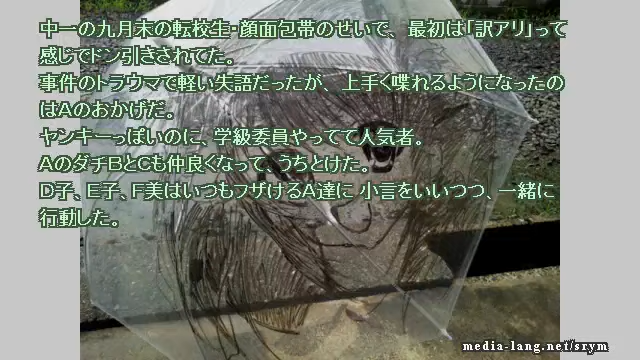 中一の九月末の転校生・顔面包帯のせいで、 最初は「訳アリ」って
感じでドン引きされてた。
事件のトラウマで軽い失語だったが、 上手く喋れるようになったの
はAのおかげだ。
ヤンキーっぽいのに、学級委員やってて人気者。
AのダチBとCも仲良くなって、うちとけた。
D子、E子、F美はいつもフザけるA達に 小言をいいつつ、一緒に
行動した。
media-lang.net/srym